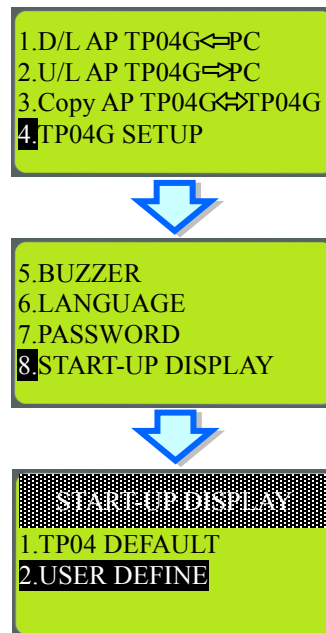 1.D/L AP TP04G⇐PC
2.U/L AP TP04G⇒PC
3.Copy AP TP04G⇔TP04G
4.TP04G SETUP
5.BUZZER
6.LANGUAGE
7.PASSWORD
8.START-UP DISPLAY
START-UP DISPLAY
1.TP04 DEFAULT
2.USER DEFINE